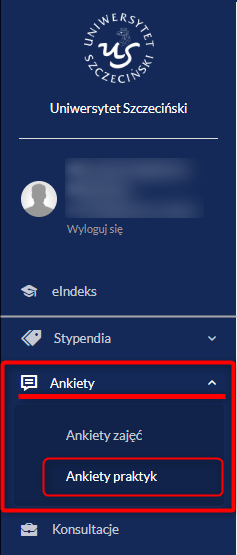 UNIWERSYTET
SZCZECIŃSKI
Uniwersytet Szczeciński
Wyloguj się
eIndeks
Stypendia
Ankiety
Ankiety zajęć
Ankiety praktyk
Konsultacje